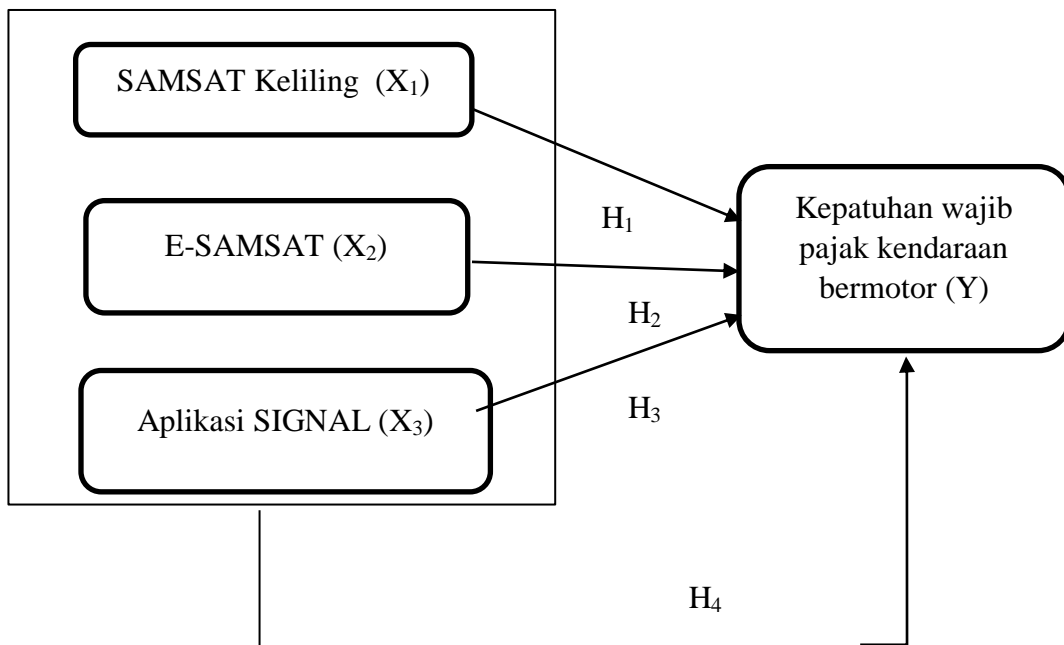 SAMSAT Keliling (X₁)
E-SAMSAT (X₂)
Aplikasi SIGNAL (X₃)
H₁
H₂
H₃
Kepatuhan wajib
pajak kendaraan
bermotor (Y)
H₄